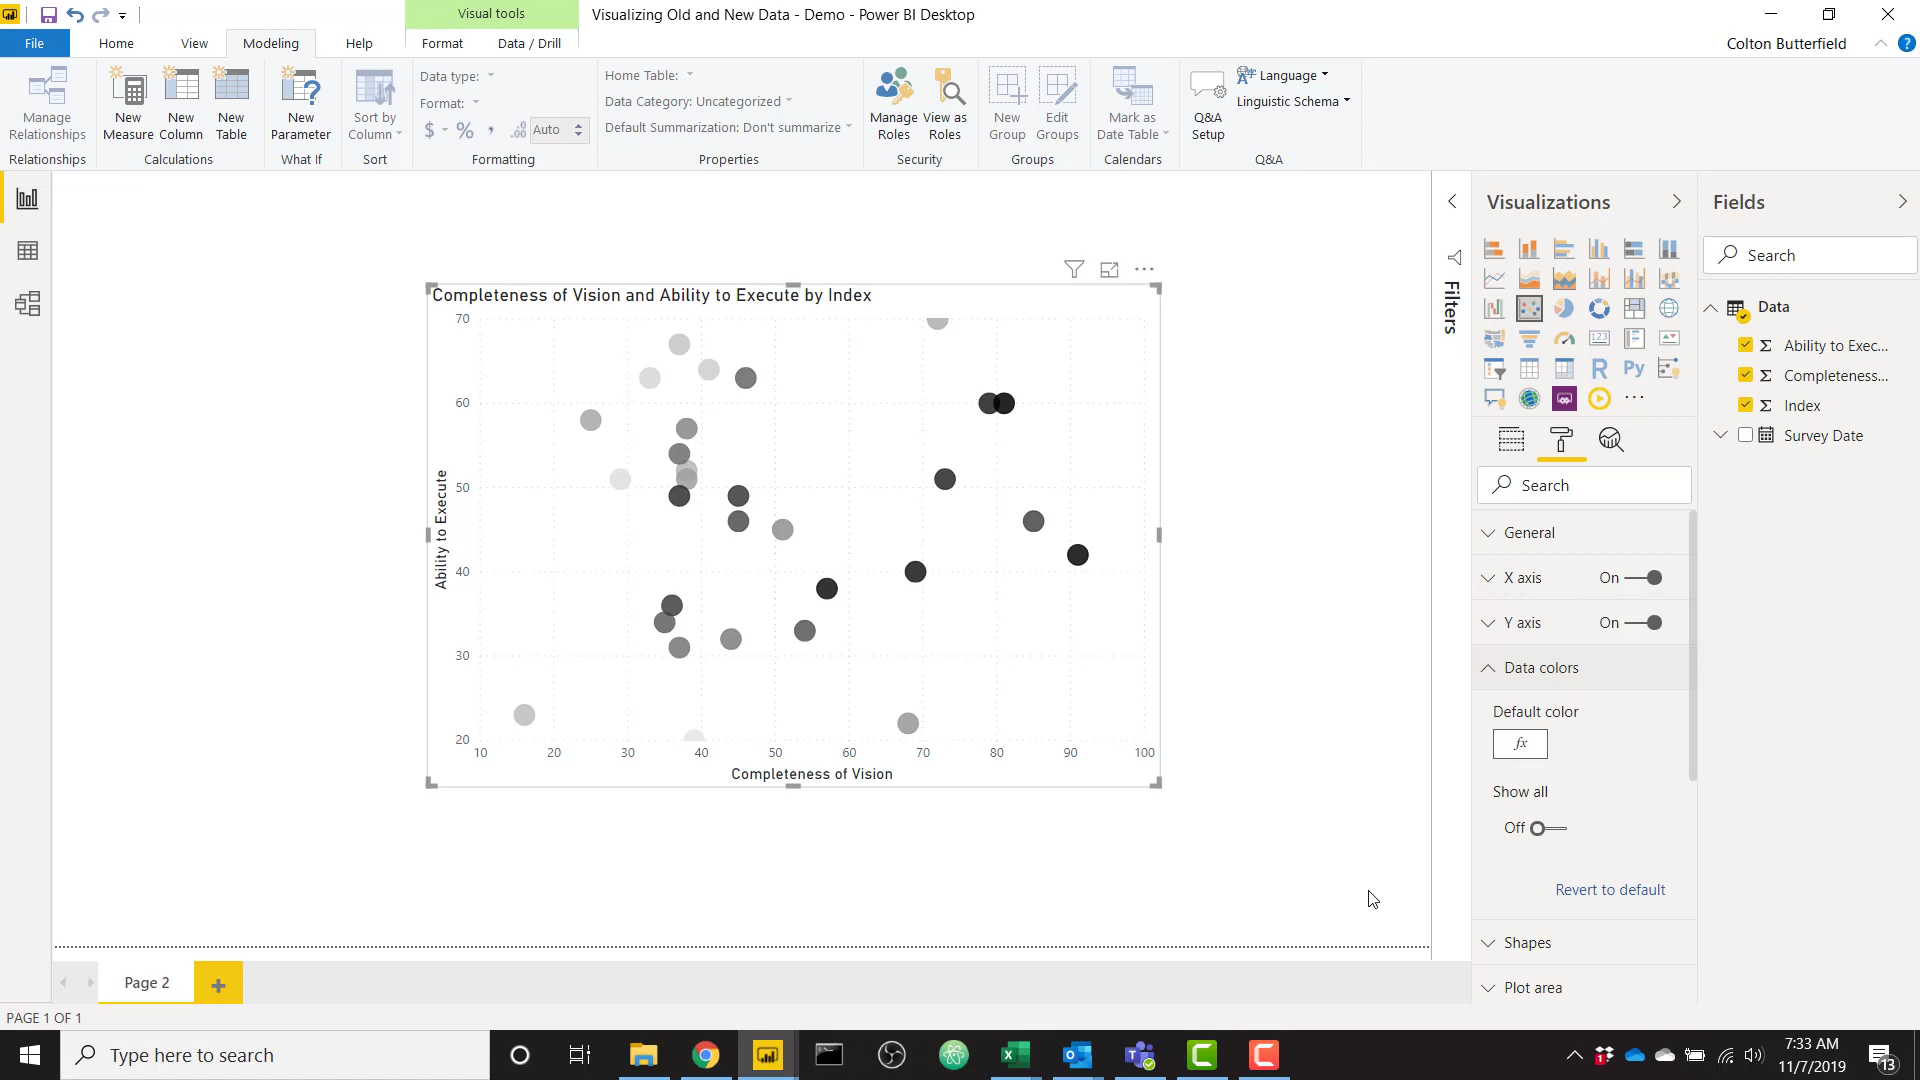 Visual tools
Visualizing Old and New Data - Demo - Power BI Desktop
File
Home
View
Modeling
Help
Format
Data / Drill
Colton Butterfield
?
Manage
Relationships
Relationships
New
Measure
New
Column
New
Table
Calculations
New
Parameter
What If
Sort by
Column
Sort
Data type:
Format:
$ % , .00 Auto
Formatting
Home Table:
Data Category: Uncategorized
Default Summarization: Don't summarize
Properties
Manage
Roles
View as
Roles
Security
New
Group
Edit
Groups
Groups
Mark as
Date Table
Calendars
Q&A
Setup
Language
Linguistic Schema
Q&A
Completeness of Vision and Ability to Execute by Index
Ability to Execute
70
60
50
40
30
20
10 20 30 40 50 60 70 80 90 100
Completeness of Vision
Filters
Visualizations
123
R
Py
Search
General
X axis
On
Y axis
On
Data colors
Default color
fx
Show all
Off
Revert to default
Shapes
Plot area
Fields
Search
Data
Σ Ability to Exec...
Σ Completeness...
Σ Index
Survey Date
Page 2
+
PAGE 1 OF 1
Type here to search
7:33 AM
11/7/2019
13